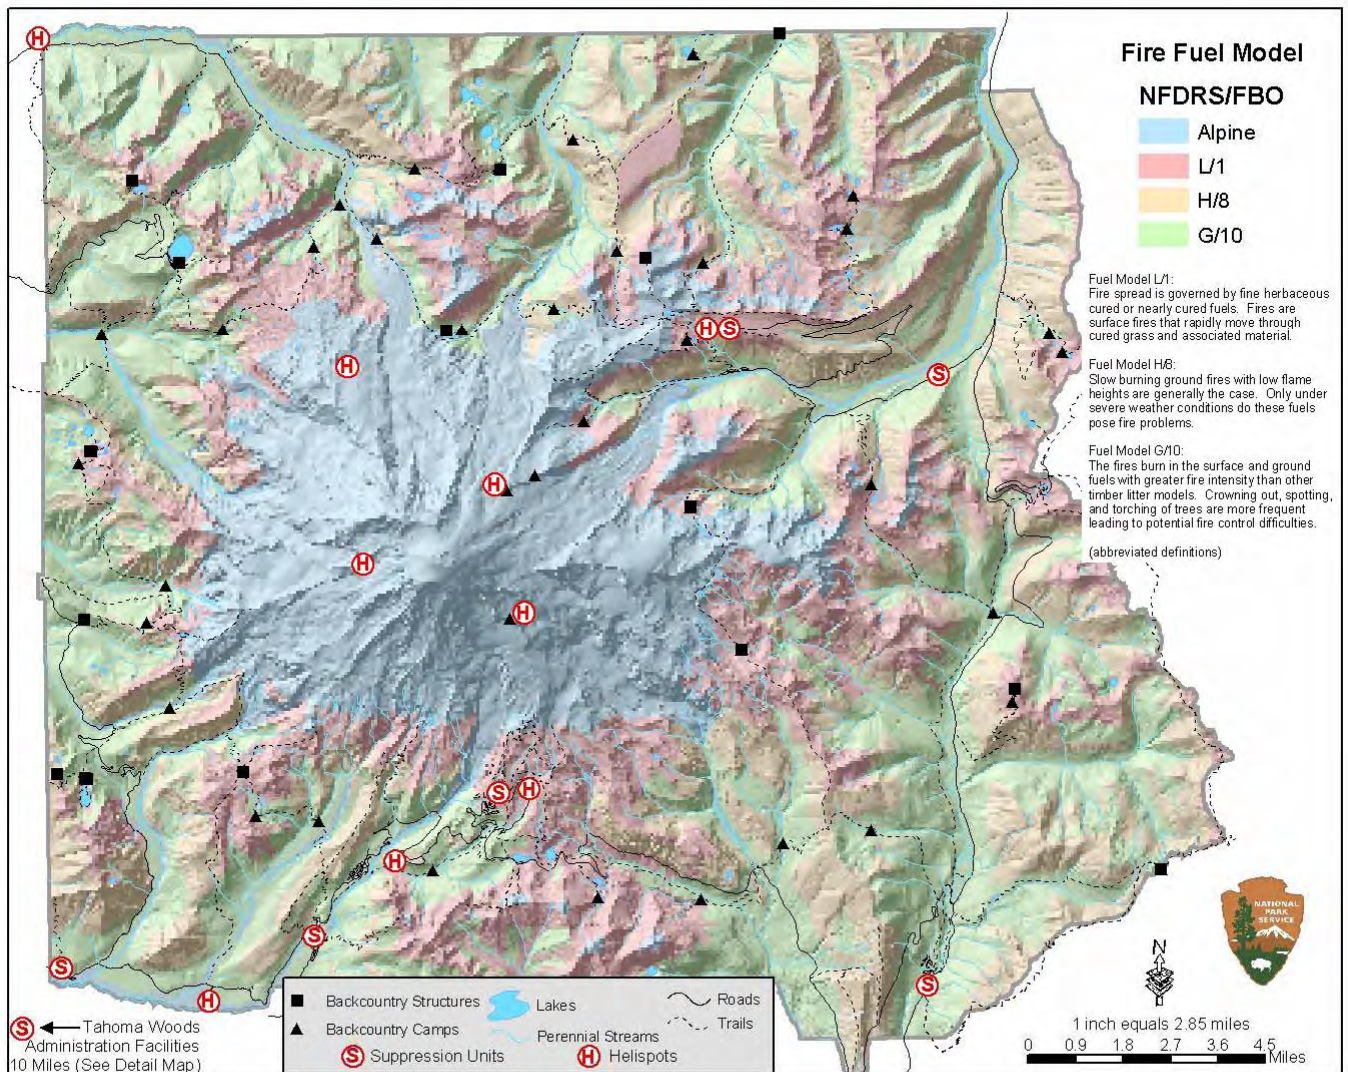 Fire Fuel Model
NFDRS/FBO
Alpine
L/1
H/8
G/10
Fuel Model L/1:
Fire spread is governed by fine herbaceous
cured or nearly cured fuels. Fires are
surface fires that rapidly move through
cured grass and associated material.
Fuel Model H/8:
Slow burning ground fires with low flame
heights are generally the case. Only under
severe weather conditions do these fuels
pose fire problems.
Fuel Model G/10:
The fires burn in the surface and ground
fuels with greater fire intensity than other
timber litter models. Crowning out, spotting,
and torching of trees are more frequent
leading to potential fire control difficulties.
(abbreviated definitions)
H
H S
H
S
H
H
H
S H
H
S
S
H
S
NATIONAL
PARK
SERVICE
N
1 inch equals 2.85 miles
0 0.9 1.8 2.7 3.6 4.5
Miles
S Tahoma Woods
Administration Facilities
10 Miles (See Detail Map)
Backcountry Structures
Backcountry Camps
S Suppression Units
Lakes
Perennial Streams
H Helispots
Roads
Trails